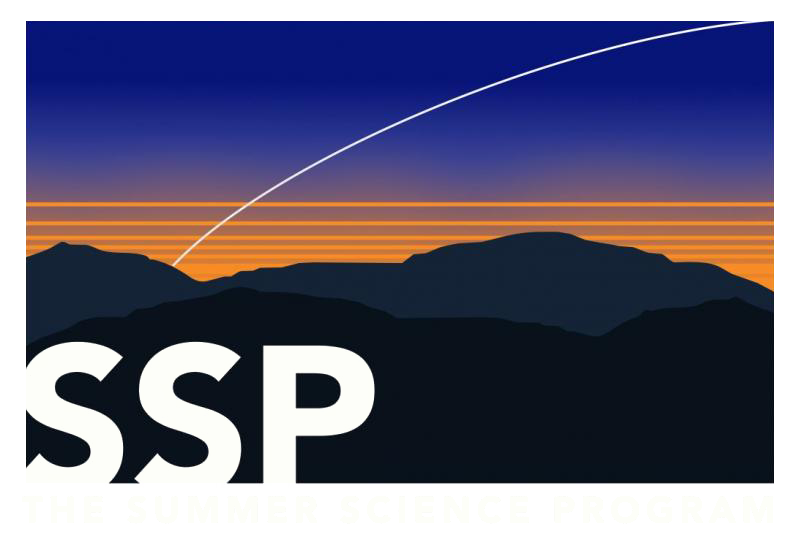 SSP
THE SUMMER SCIENCE PROGRAM